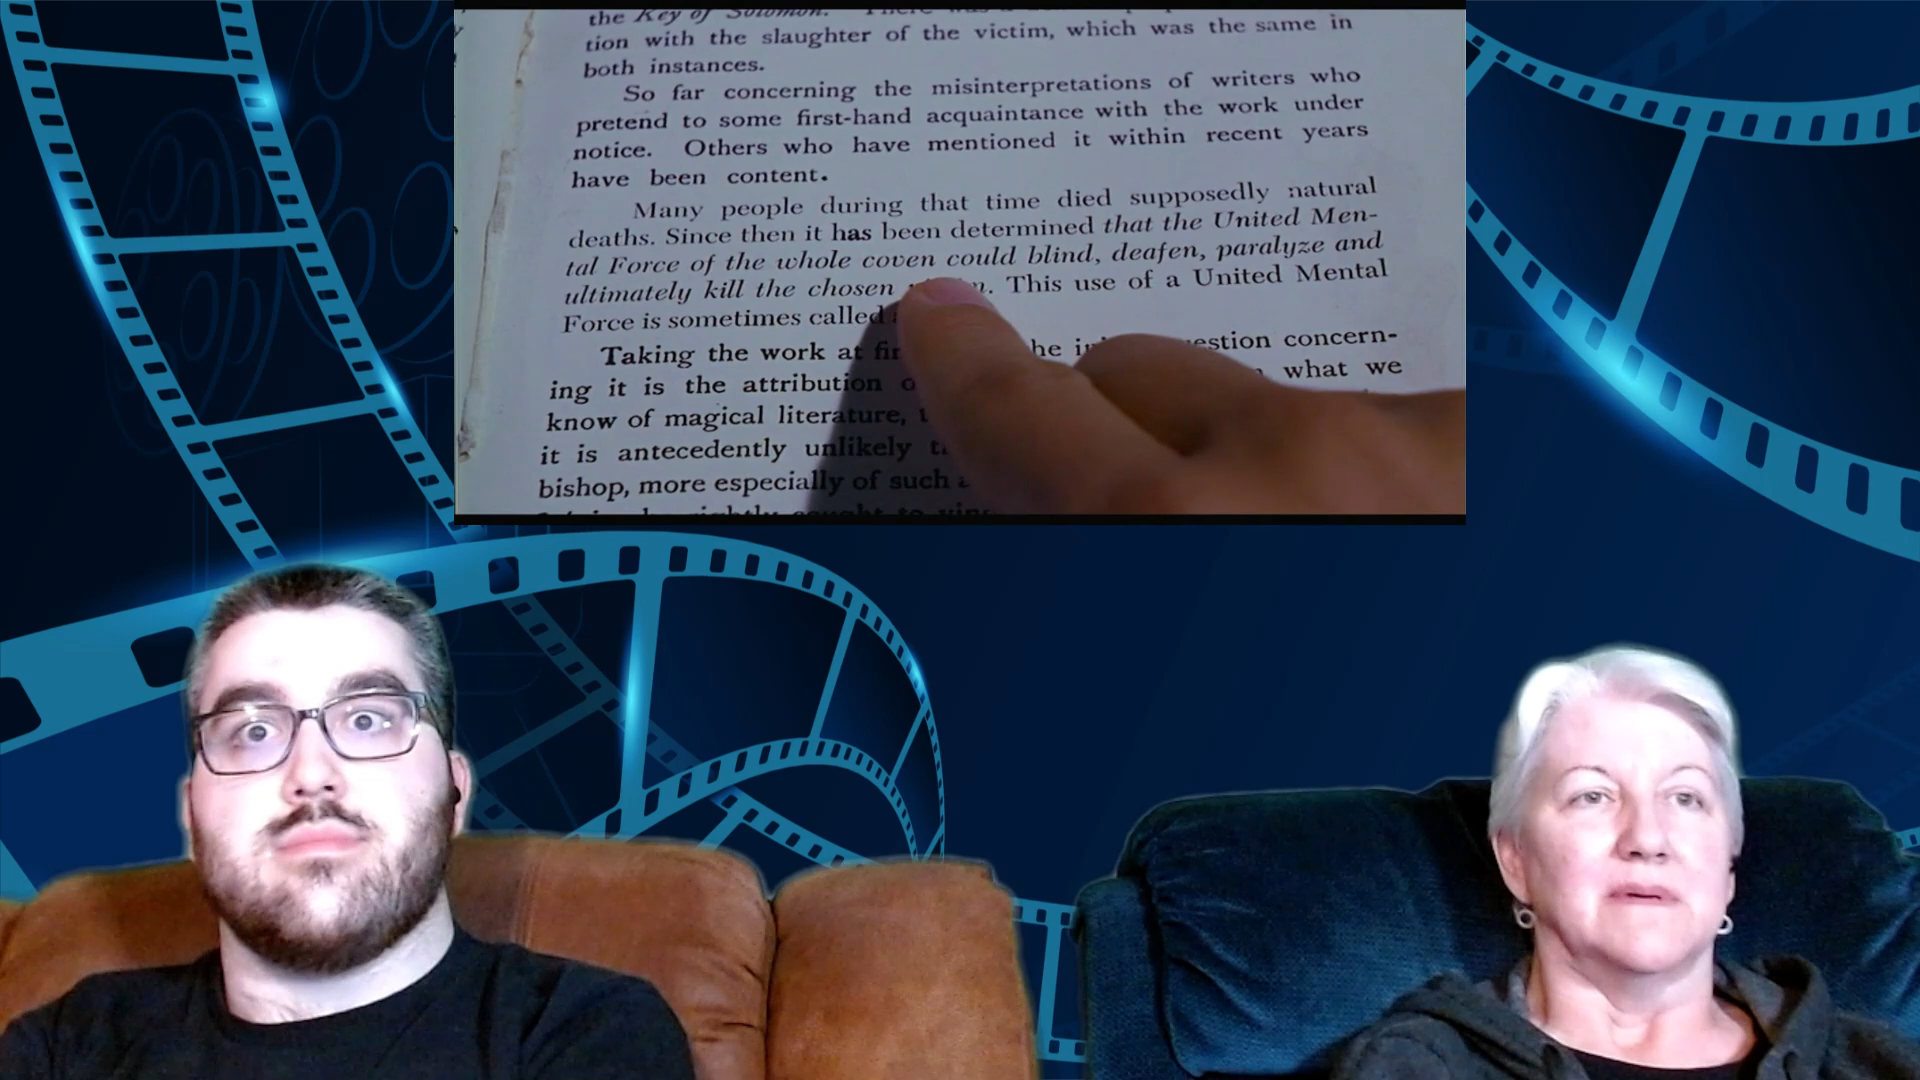 the Key of Solomon.
tion with the slaughter of the victim, which was the same in
both instances.
So far concerning the misinterpretations of writers who
pretend to some first-hand acquaintance with the work under
notice. Others who have mentioned it within recent years
have been content.
Many people during that time died supposedly natural
deaths. Since then it has been determined that the United Men-
tal Force of the whole coven could blind, deafen, paralyze and
ultimately kill the chosen . This use of a United Mental
Force is sometimes called
Taking the work at concern-
ing it is the attribution what we
know of magical literature,
it is antecedently unlikely
bishop, more especially of such